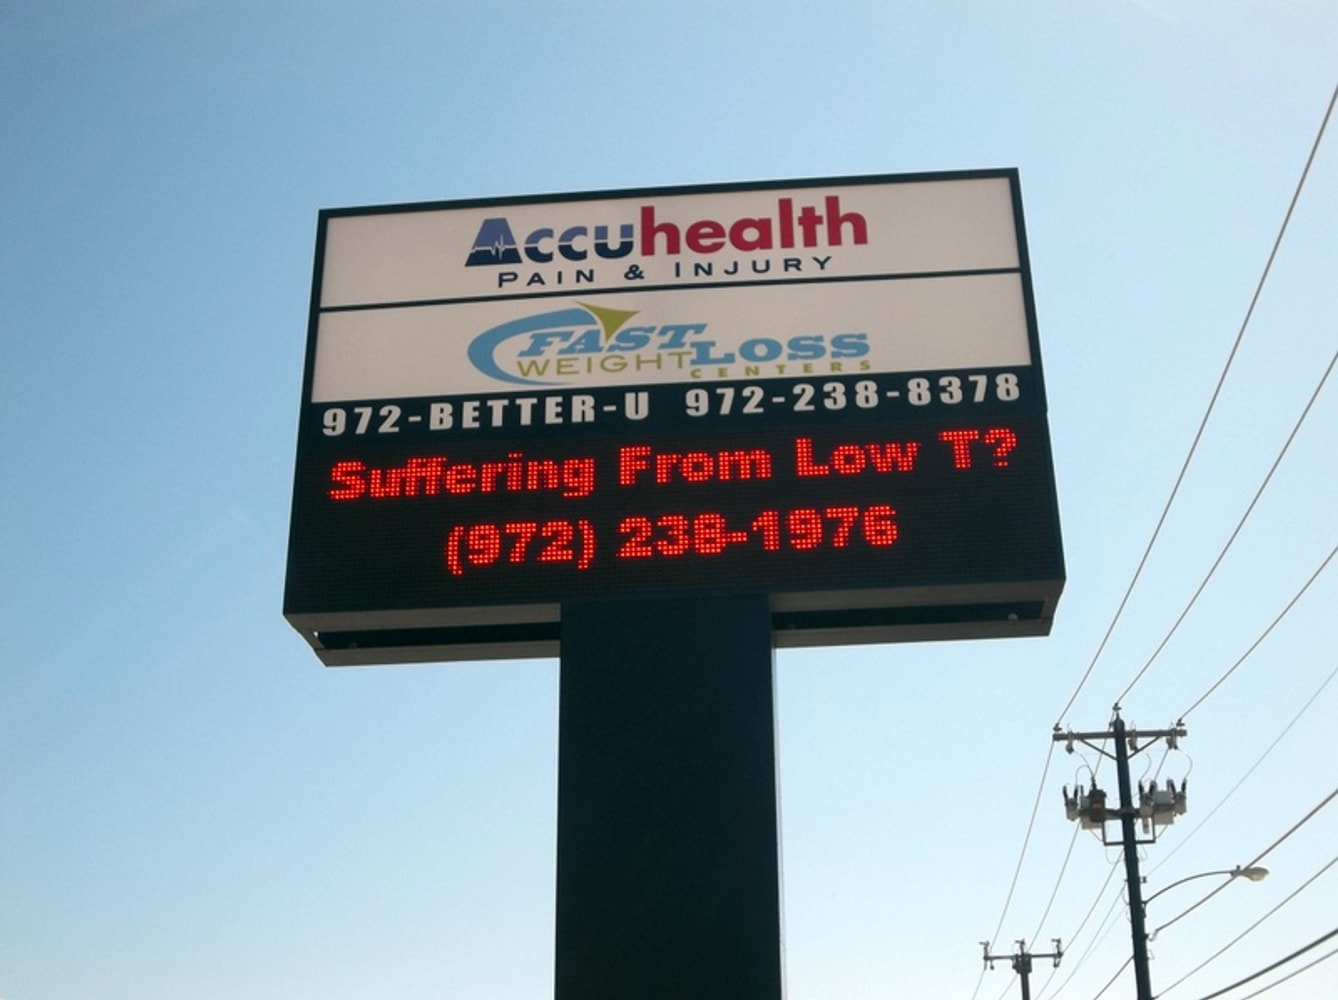 Accuhealth
PAIN & INJURY
FAST
WEIGHT LOSS
CENTERS
972-BETTER-U 972-238-8378
Suffering From Low T?
(972) 238-1976